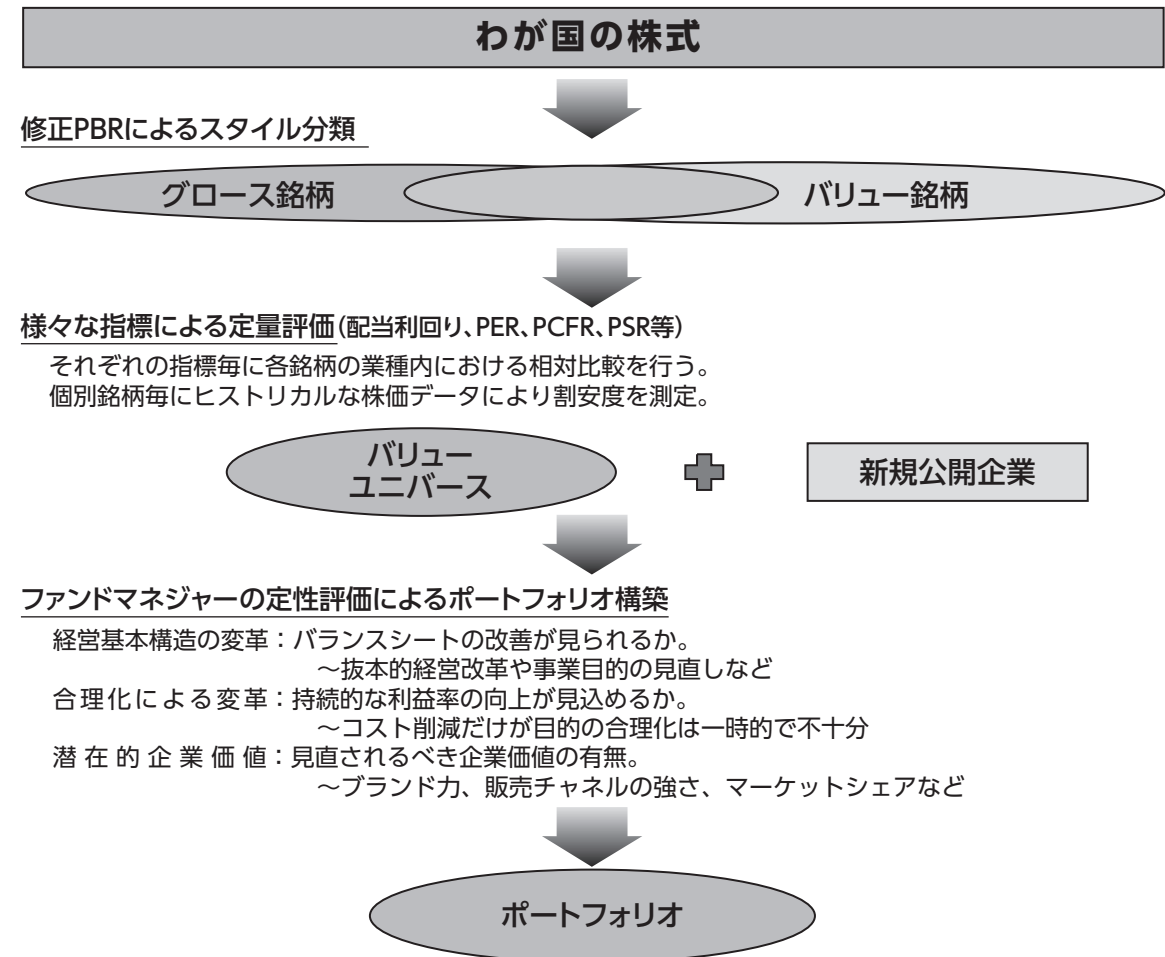 わが国の株式
修正PBRによるスタイル分類
グロース銘柄
バリュー銘柄
様々な指標による定量評価(配当利回り、PER、PCFR、PSR等)
それぞれの指標毎に各銘柄の業種内における相対比較を行う。
個別銘柄毎にヒストリカルな株価データにより割安度を測定。
バリュー
ユニバース
新規公開企業
ファンドマネジャーの定性評価によるポートフォリオ構築
経営基本構造の変革：バランスシートの改善が見られるか。
～抜本的経営改革や事業目的の見直しなど
合理化による変革：持続的な利益率の向上が見込めるか。
～コスト削減だけが目的の合理化は一時的で不十分
潜在的企業価値：見直されるべき企業価値の有無。
～ブランド力、販売チャネルの強さ、マーケットシェアなど
ポートフォリオ